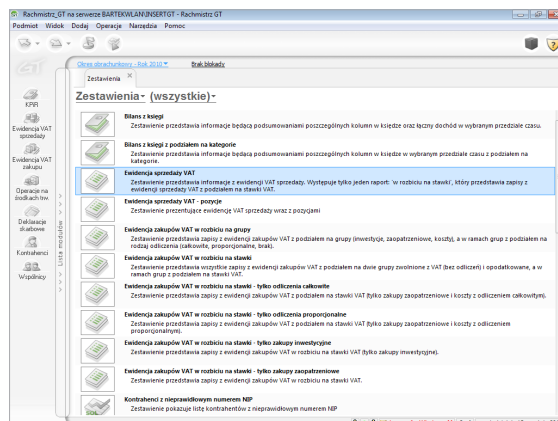 Rachmistrz_GT na serwerze BARTEKWLAN\INSERTGT - Rachmistrz GT
Podmiot Widok Dodaj Operacje Narzędzia Pomoc
GT
Okres obrachunkowy - Rok 2010
Brak blokady
Zestawienia
Zestawienia (wszystkie)
KPiR
Ewidencja VAT
sprzedaży
Ewidencja VAT
zakupu
Operacje na
środkach trw.
Deklaracje
skarbowe
Kontrahenci
Wspólnicy
Lista modułów
Bilans z księgi
Zestawienie przedstawia informacje będącą podsumowaniami poszczególnych kolumn w księdze oraz łączny dochód w wybranym przedziale czasu.
Bilans z księgi z podziałem na kategorie
Zestawienie przedstawia informacje będącą podsumowaniami poszczególnych kolumn w księdze w wybranym przedziale czasu z podziałem na
kategorie.
Ewidencja sprzedaży VAT
Zestawienie przedstawia informacje z ewidencji VAT sprzedaży. Występuje tylko jeden raport: 'w rozbiciu na stawki', który przedstawia zapisy z
ewidencji sprzedaży VAT z podziałem na stawki VAT.
Ewidencja sprzedaży VAT - pozycje
Zestawienie prezentujące ewidencję VAT sprzedaży wraz z pozycjami
Ewidencja zakupów VAT w rozbiciu na grupy
Zestawienie przedstawia zapisy z ewidencji zakupów VAT z podziałem na grupy (inwestycje, zaopatrzeniowe, koszty), a w ramach grup z podziałem na
rodzaj odliczenia (całkowite, proporcjonalne, brak).
Ewidencja zakupów VAT w rozbiciu na stawki
Zestawienie przedstawia wszystkie zapisy z ewidencji zakupów VAT z podziałem na dwie grupy zwolnione z VAT (bez odliczeń) i opodatkowane, a w
ramach grup z podziałem na stawki VAT.
Ewidencja zakupów VAT w rozbiciu na stawki - tylko odliczenia całkowite
Zestawienie przedstawia zapisy z ewidencji zakupów VAT z podziałem na stawki VAT (tylko zakupy zaopatrzeniowe i koszty z odliczeniem całkowitym).
Ewidencja zakupów VAT w rozbiciu na stawki - tylko odliczenia proporcjonalne
Zestawienie przedstawia zapisy z ewidencji zakupów VAT z podziałem na stawki VAT (tylko zakupy zaopatrzeniowe i koszty z odliczeniem
proporcjonalnym).
Ewidencja zakupów VAT w rozbiciu na stawki - tylko zakupy inwestycyjne
Zestawienie przedstawia zapisy z ewidencji zakupów VAT w rozbiciu na stawki VAT (tylko zakupy inwestycyjne).
Ewidencja zakupów VAT w rozbiciu na stawki - tylko zakupy zaopatrzeniowe
Zestawienie przedstawia zapisy z ewidencji zakupów VAT w rozbiciu na stawki VAT.
Kontrahenci z nieprawidłowym numerem NIP
Zestawienie pokazuje listę kontrahentów z nieprawidłowym numerem NIP
SQL